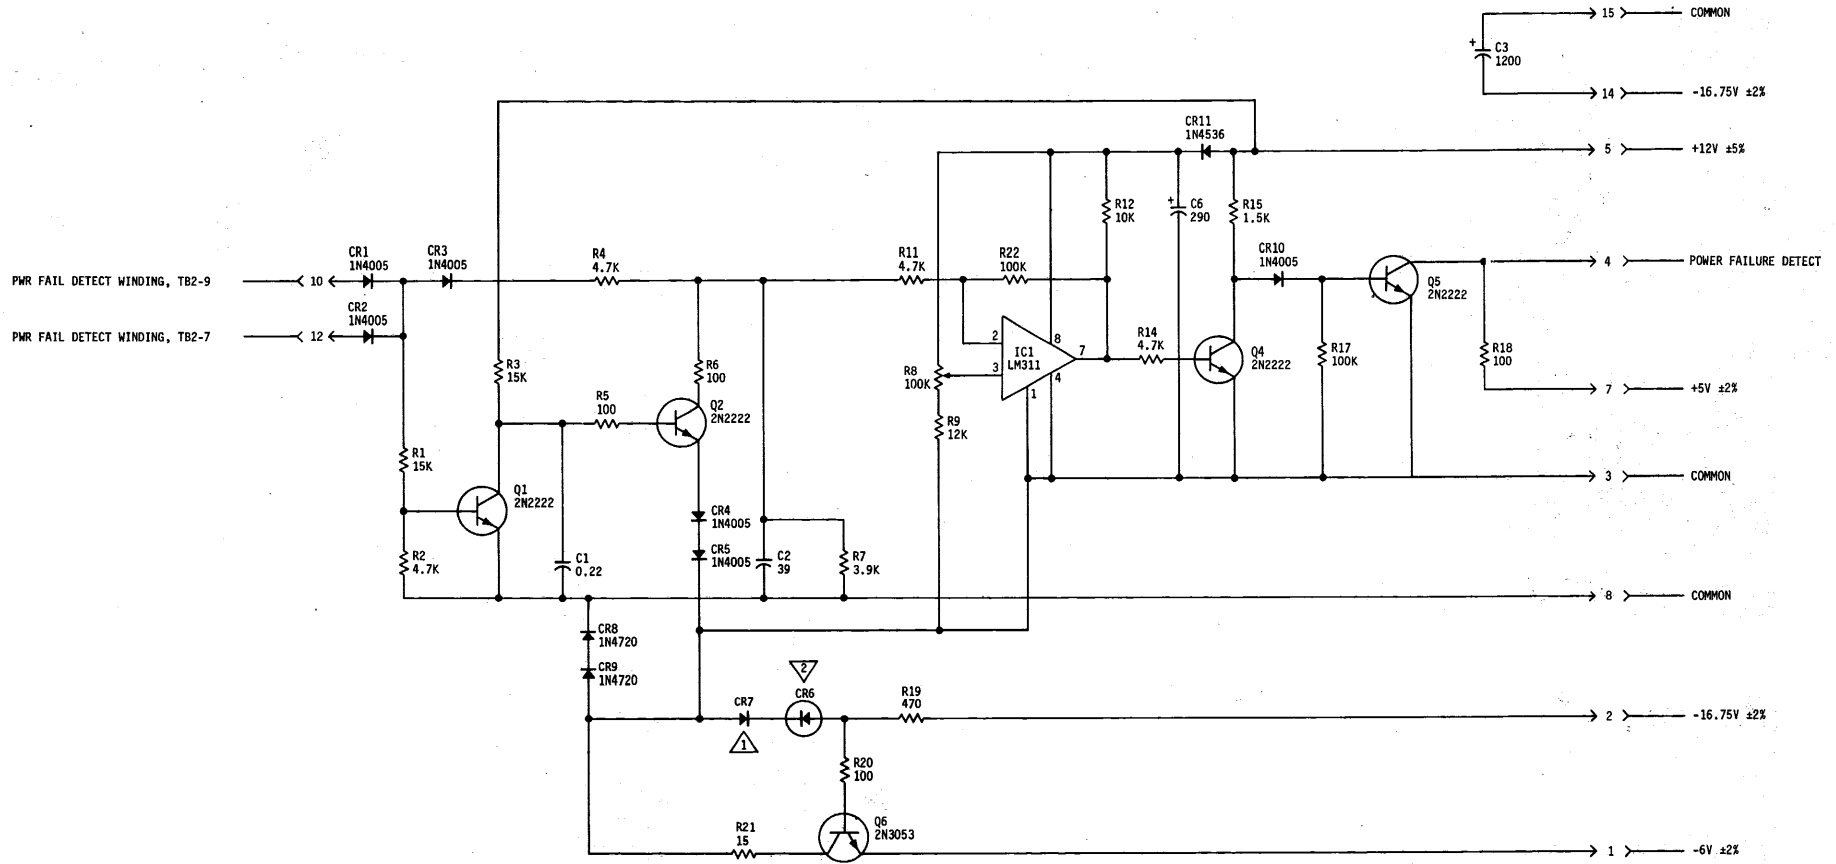 15 COMMON
+ C3
1200
14 -16.75V ±2%
CR11
1N4536
5 +12V ±5%
R12
10K
+ C6
290
R15
1.5K
CR1
1N4005
CR3
1N4005
R4
4.7K
R11
4.7K
R22
100K
CR10
1N4005
PWR FAIL DETECT WINDING, TB2-9 10
4 POWER FAILURE DETECT
Q5
2N2222
CR2
1N4005
PWR FAIL DETECT WINDING, TB2-7 12
R3
15K
R6
100
R8
100K
2
3
IC1
LM311
8
4
1
7
R14
4.7K
Q4
2N2222
R17
100K
R18
100
7 +5V ±2%
R5
100
Q2
2N2222
R9
12K
R1
15K
3 COMMON
Q1
2N2222
CR4
1N4005
R2
4.7K
C1
0.22
CR5
1N4005
C2
39
R7
3.9K
8 COMMON
CR8
1N4720
CR9
1N4720
2
CR7
CR6
R19
470
1
2 -16.75V ±2%
R20
100
R21
15
Q6
2N3053
1 -6V ±2%